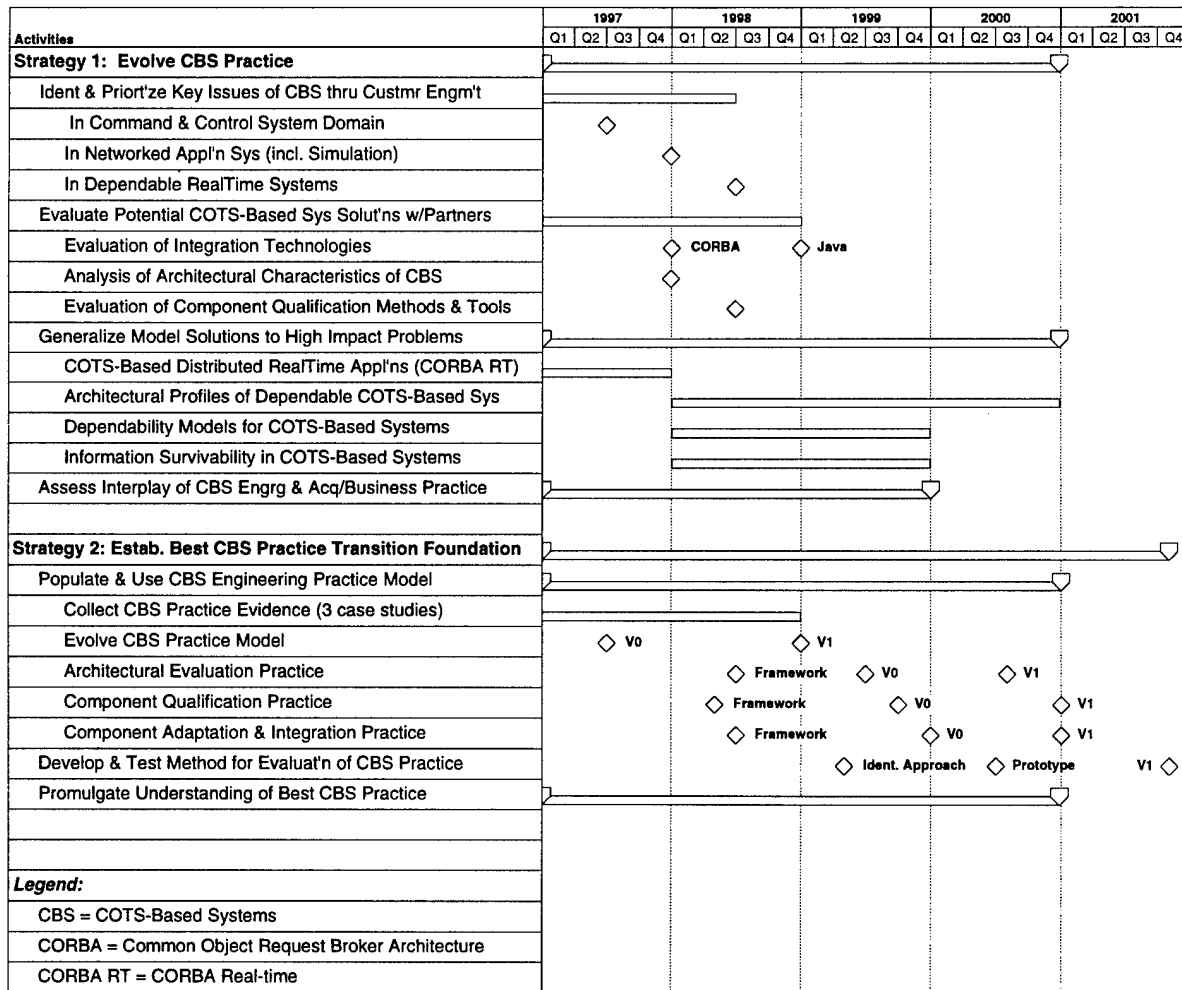 1997 1998 1999 2000 2001
Activities Q1 Q2 Q3 Q4 Q1 Q2 Q3 Q4 Q1 Q2 Q3 Q4 Q1 Q2 Q3 Q4 Q1 Q2 Q3 Q4
Strategy 1: Evolve CBS Practice
Ident & Priort'ze Key Issues of CBS thru Custmr Engm't
In Command & Control System Domain
In Networked Appl'n Sys (incl. Simulation)
In Dependable RealTime Systems
Evaluate Potential COTS-Based Sys Solut'ns w/Partners
Evaluation of Integration Technologies CORBA Java
Analysis of Architectural Characteristics of CBS
Evaluation of Component Qualification Methods & Tools
Generalize Model Solutions to High Impact Problems
COTS-Based Distributed RealTime Appl'ns (CORBA RT)
Architectural Profiles of Dependable COTS-Based Sys
Dependability Models for COTS-Based Systems
Information Survivability in COTS-Based Systems
Assess Interplay of CBS Engrg & Acq/Business Practice
Strategy 2: Estab. Best CBS Practice Transition Foundation
Populate & Use CBS Engineering Practice Model
Collect CBS Practice Evidence (3 case studies)
Evolve CBS Practice Model V0 V1
Architectural Evaluation Practice Framework V0 V1
Component Qualification Practice Framework V0 V1
Component Adaptation & Integration Practice Framework V0 V1
Develop & Test Method for Evaluat'n of CBS Practice Ident. Approach Prototype V1
Promulgate Understanding of Best CBS Practice
Legend:
CBS = COTS-Based Systems
CORBA = Common Object Request Broker Architecture
CORBA RT = CORBA Real-time